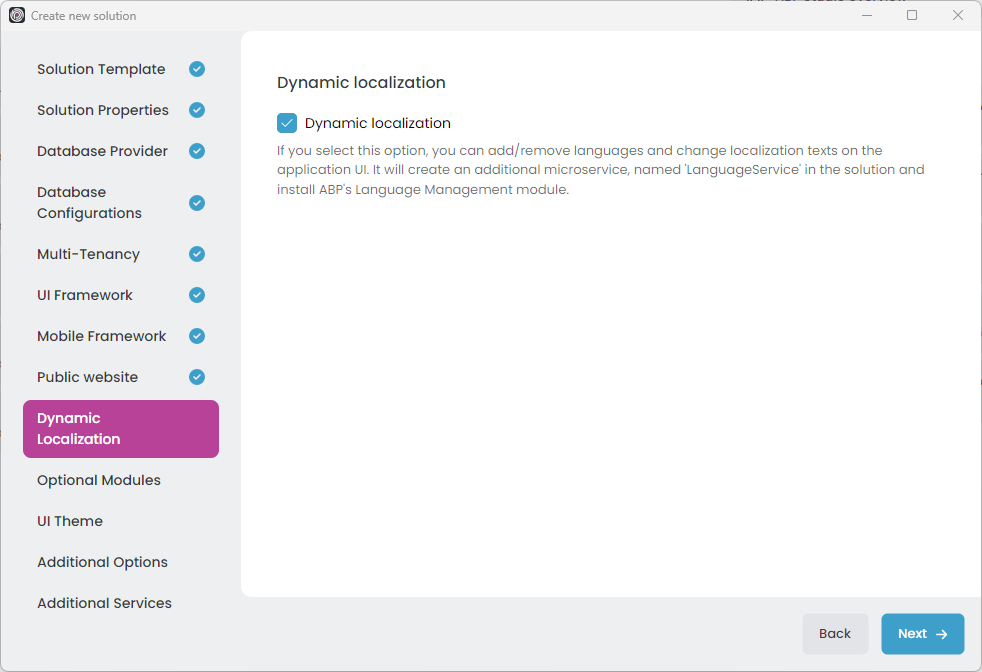 Create new solution
Solution Template
Solution Properties
Database Provider
Database
Configurations
Multi-Tenancy
UI Framework
Mobile Framework
Public website
Dynamic
Localization
Optional Modules
UI Theme
Additional Options
Additional Services
Dynamic localization
Dynamic localization
If you select this option, you can add/remove languages and change localization texts on the
application UI. It will create an additional microservice, named 'LanguageService' in the solution and
install ABP's Language Management module.
Back
Next